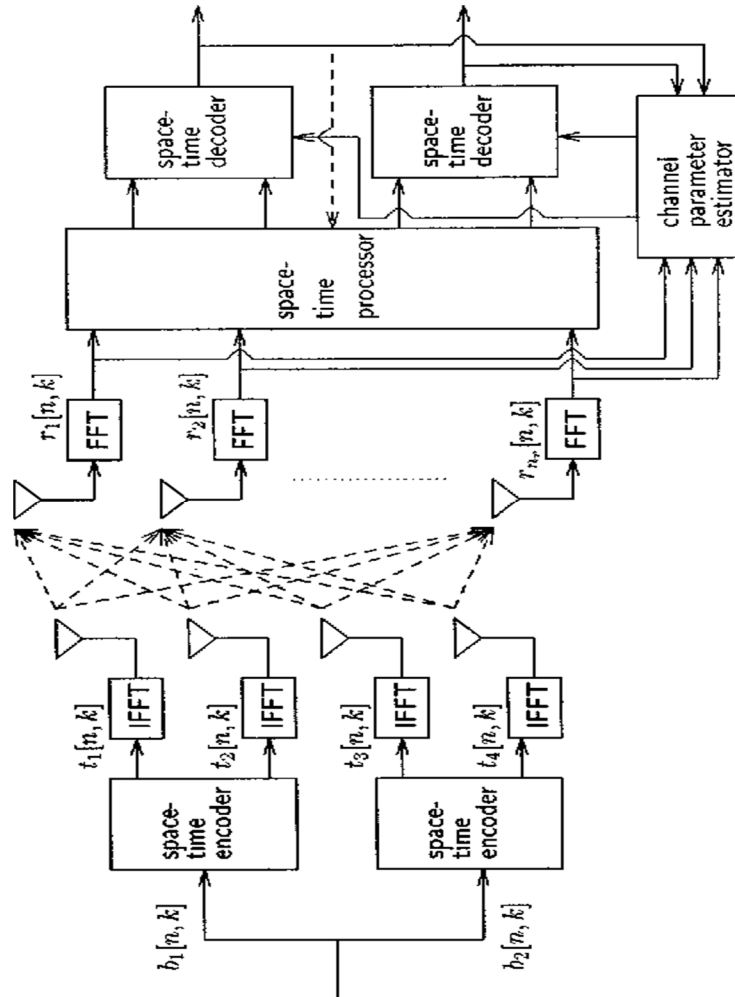 b₁[n, k]
space-
time
encoder
t₁[n, k]
IFFT
t₂[n, k]
IFFT
b₂[n, k]
space-
time
encoder
t₃[n, k]
IFFT
t₄[n, k]
IFFT
r₁[n, k]
FFT
r₂[n, k]
FFT
rₙᵣ[n, k]
FFT
space-
time
processor
space-
time
decoder
space-
time
decoder
channel
parameter
estimator